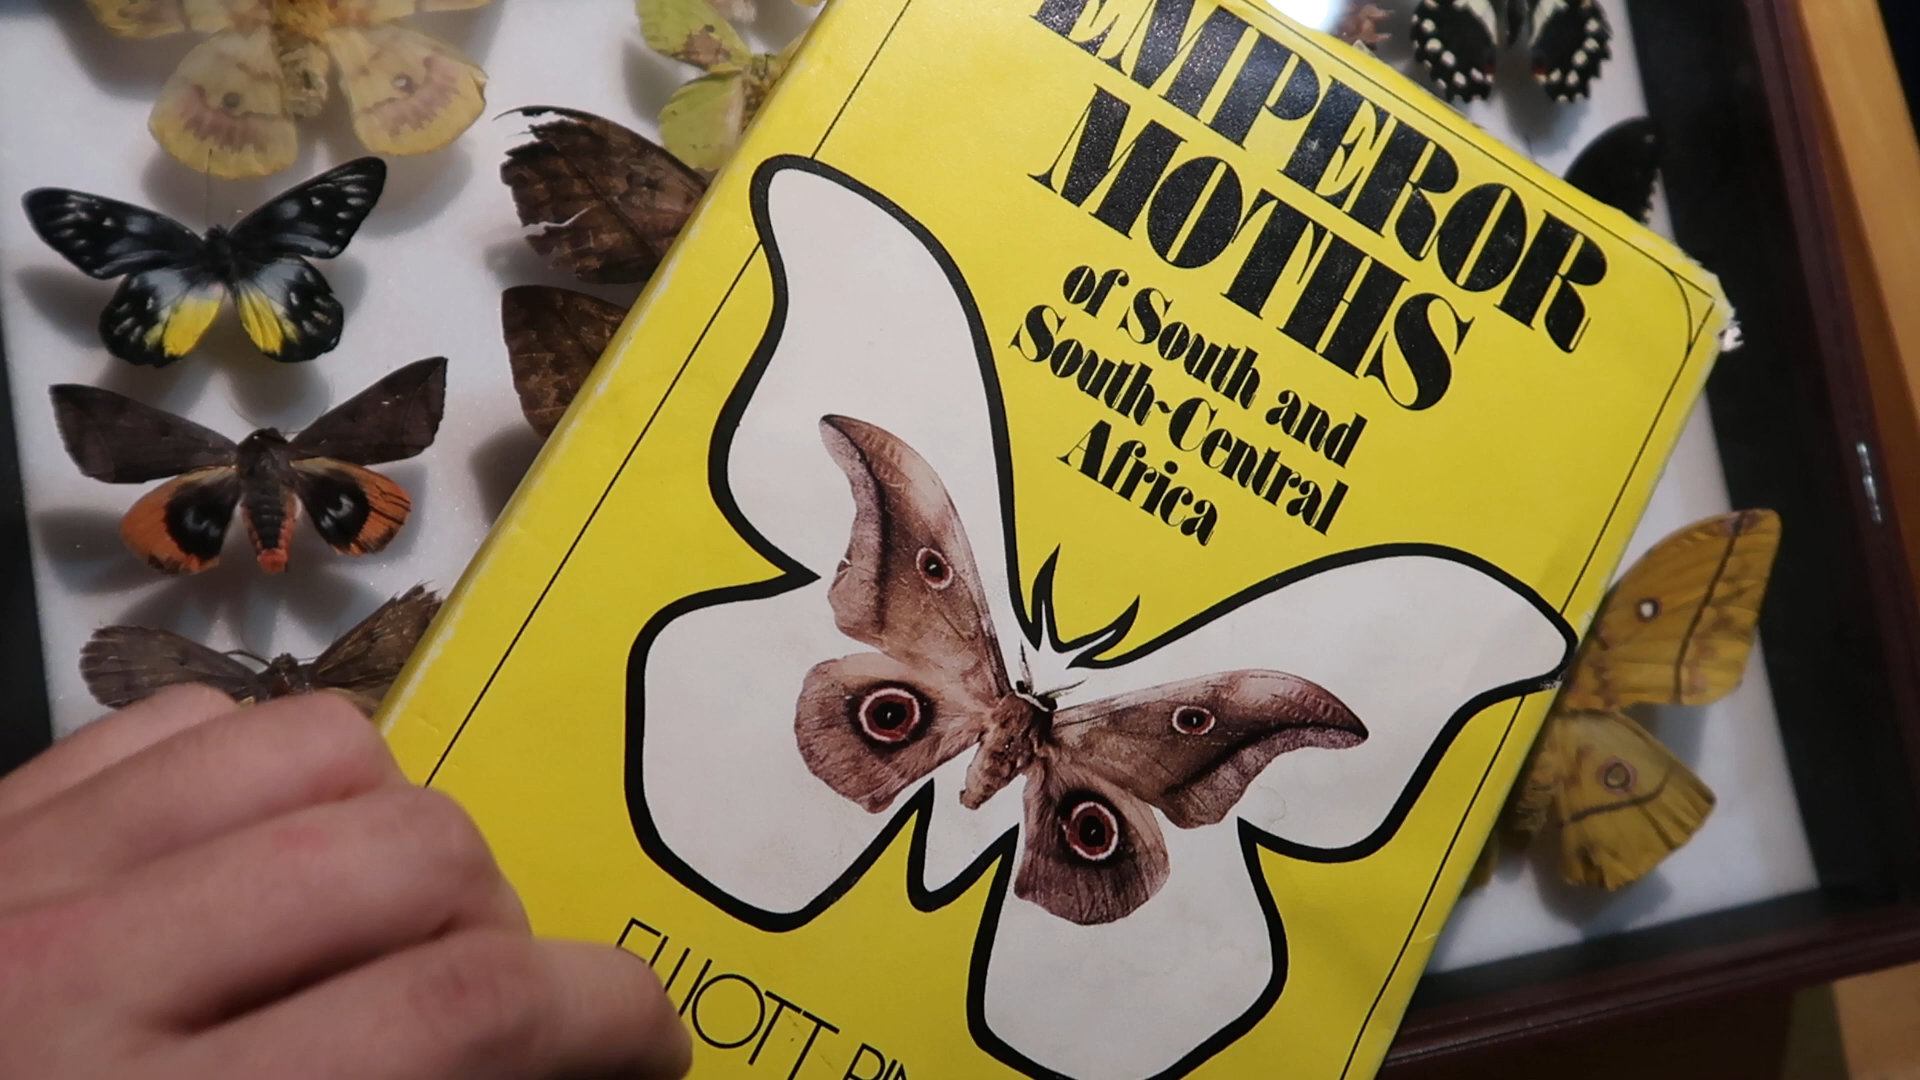 EMPEROR
MOTHS
of South and
South-Central
Africa
ELLIOTT